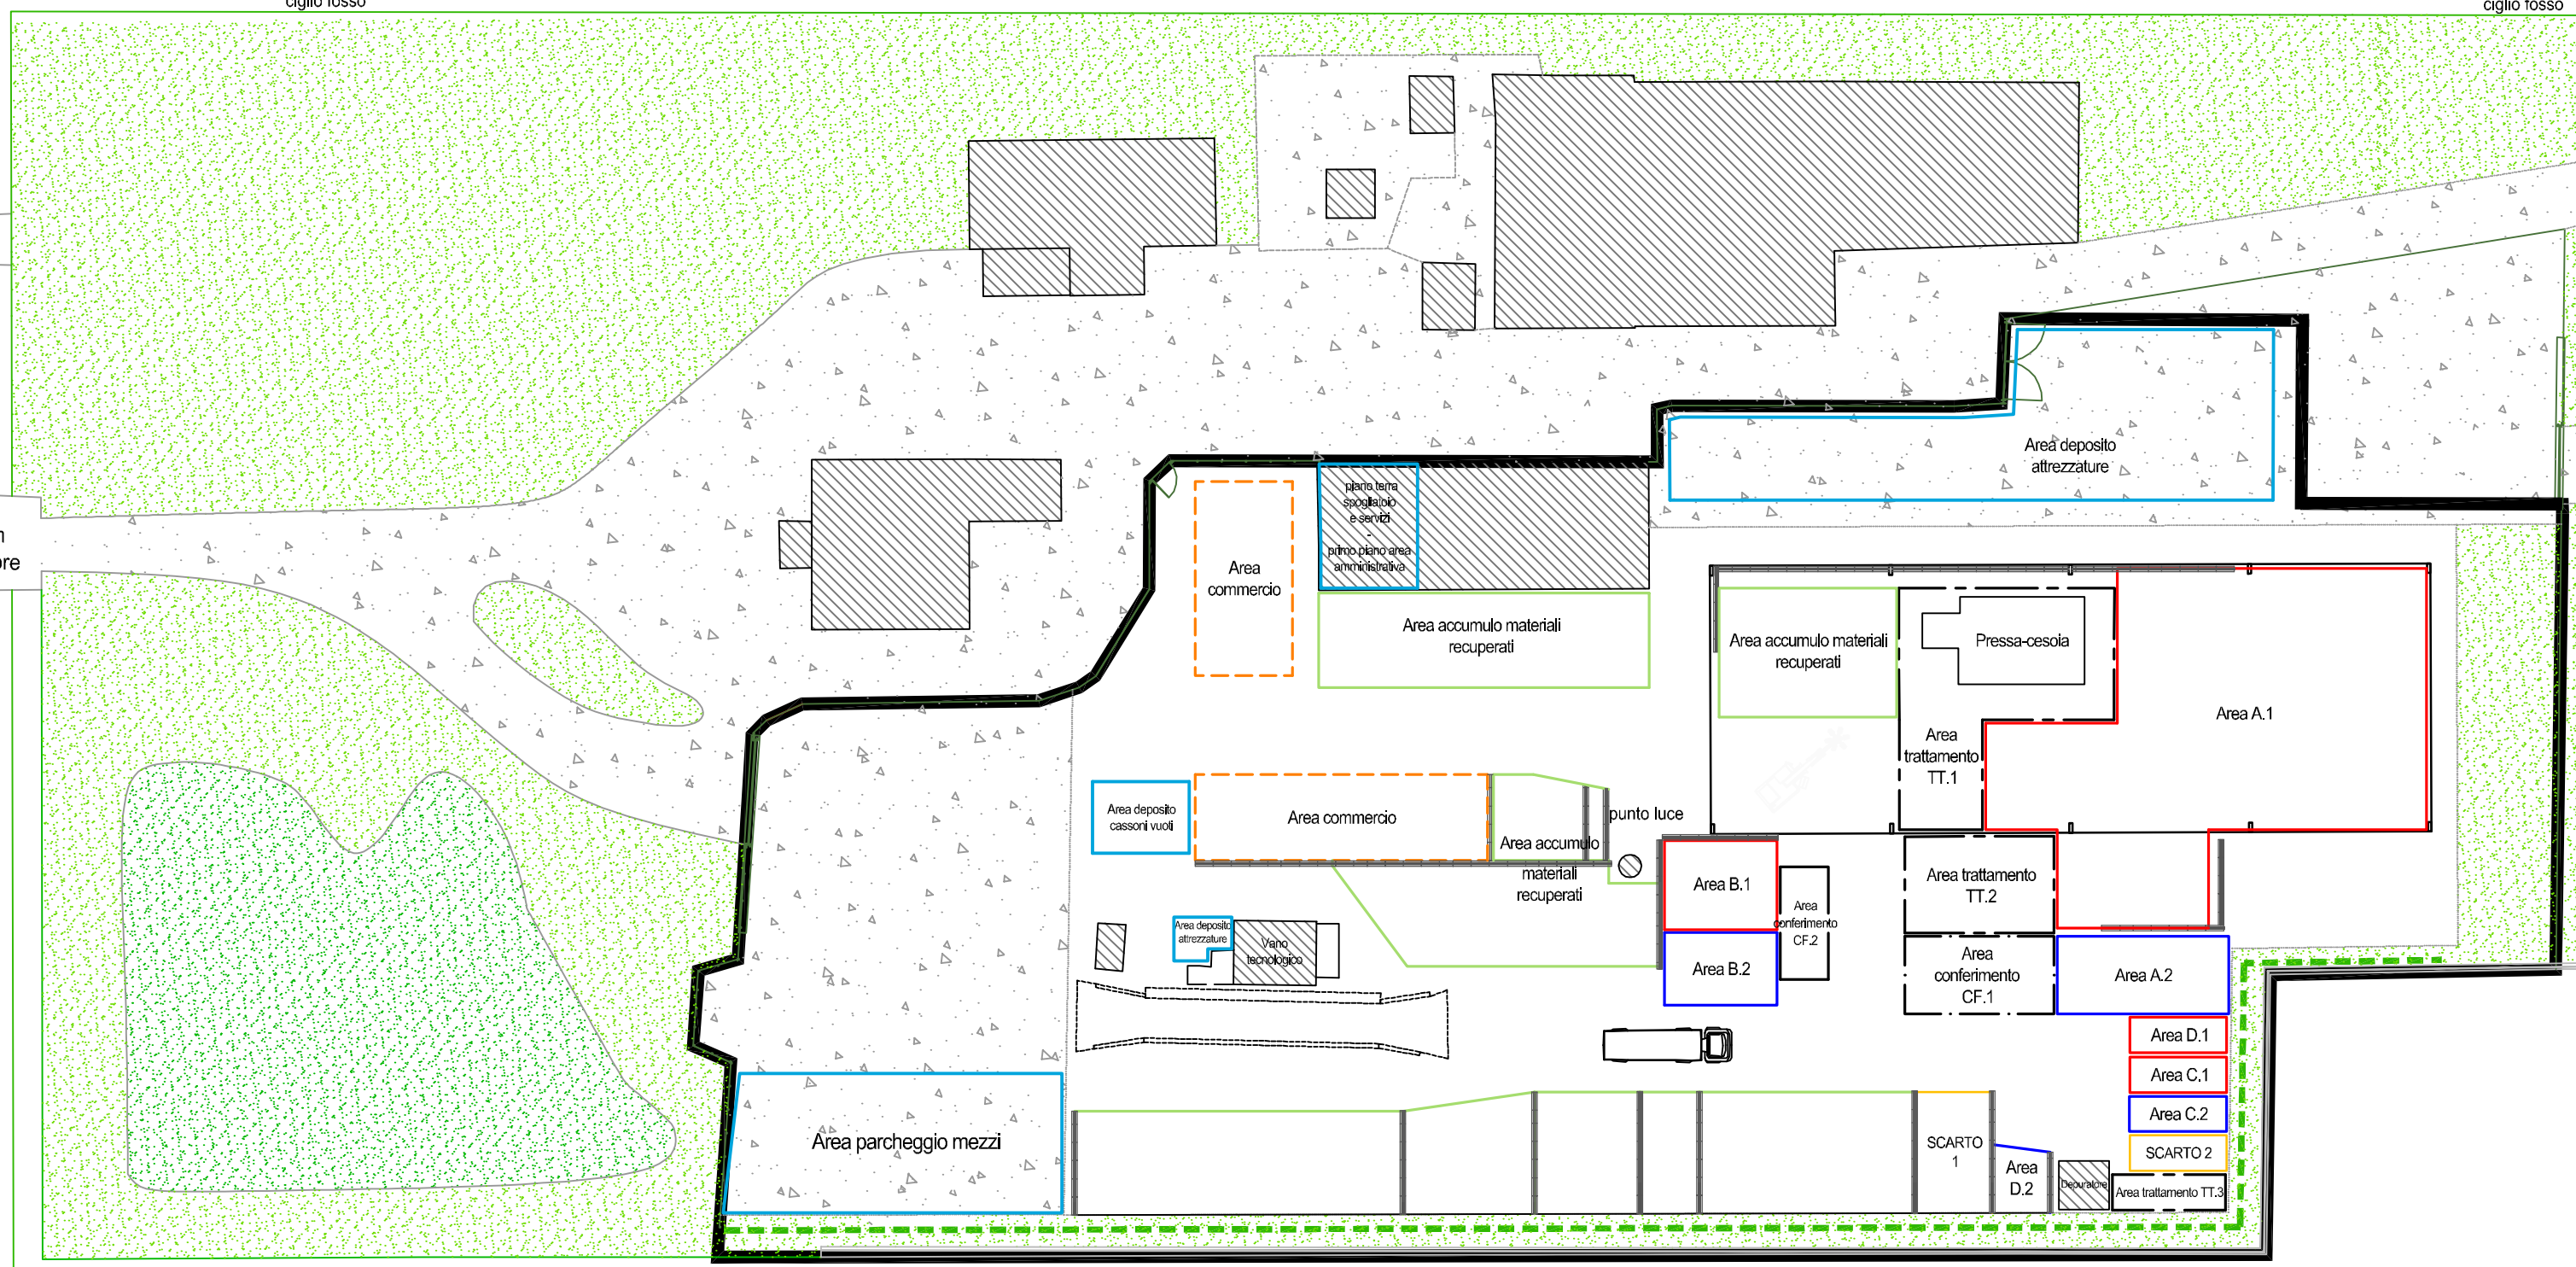 ciglio fosso
ciglio fosso
Area deposito
attrezzature
piano terra
spogliatoio
e servizi
-
primo piano area
amministrativa
Area
commercio
Area accumulo materiali
recuperati
Area accumulo materiali
recuperati
Pressa-cesoia
Area A.1
Area
trattamento
TT.1
Area deposito
cassoni vuoti
Area commercio
punto luce
Area accumulo
materiali
recuperati
Area B.1
Area
conferimento
CF.2
Area trattamento
TT.2
Area deposito
attrezzature
Vano
tecnologico
Area B.2
Area
conferimento
CF.1
Area A.2
Area D.1
Area C.1
Area C.2
Area parcheggio mezzi
SCARTO
1
SCARTO 2
Area
D.2
Depuratore
Area trattamento TT.3